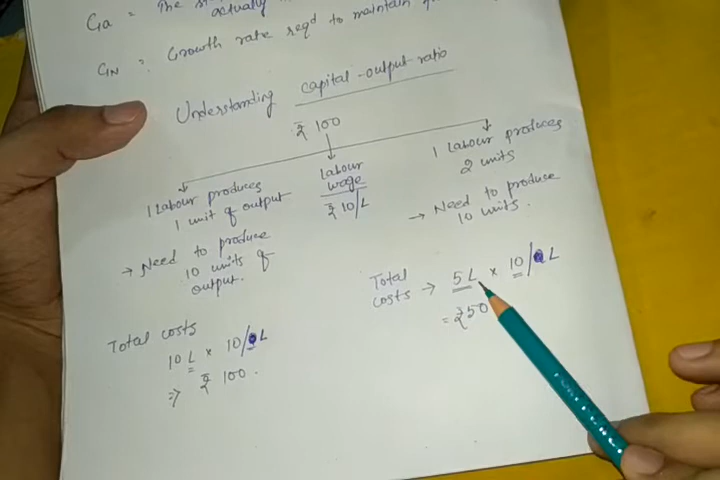 GA = The
actually
GN : Growth rate reqd to maintain
Understanding capital-output-ratio
₹ 100
1 Labour produces
1 unit of output
→ Need to produce
10 units of
output.
Total costs
10 L × 10/L
⇒ ₹ 100.
Labour
wage
₹ 10/L
1 Labour produces
2 units
→ Need to produce
10 units.
Total
costs → 5 L × 10/L
= ₹50